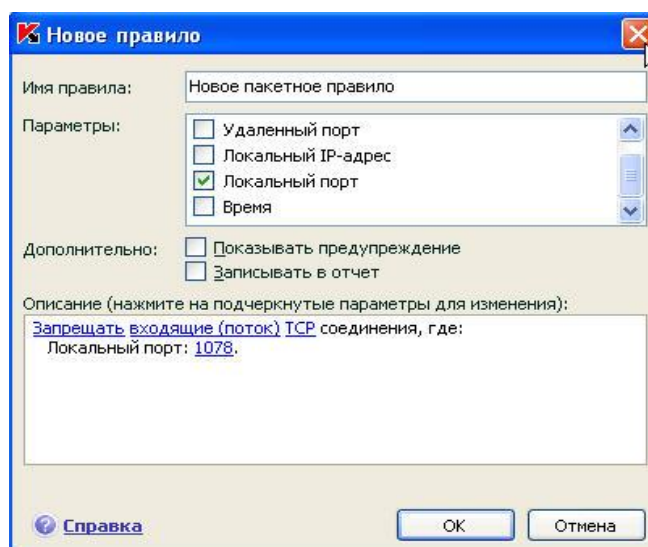 Новое правило
Имя правила: Новое пакетное правило
Параметры:
Удаленный порт
Локальный IP-адрес
Локальный порт
Время
Дополнительно:
Показывать предупреждение
Записывать в отчет
Описание (нажмите на подчеркнутые параметры для изменения):
Запрещать входящие (поток) TCP соединения, где:
Локальный порт: 1078.
Справка
ОК
Отмена